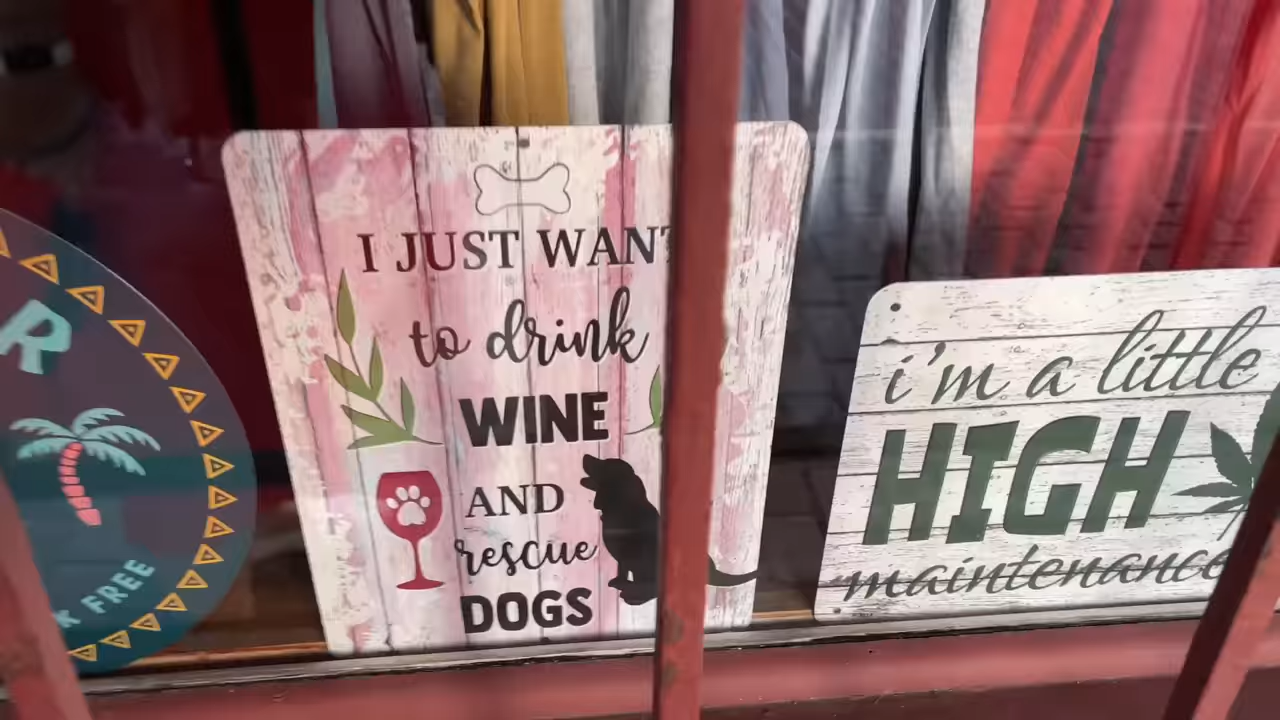 R
* FREE
I JUST WANT
to drink
WINE
AND
rescue
DOGS
i'm a little
HIGH
maintenance